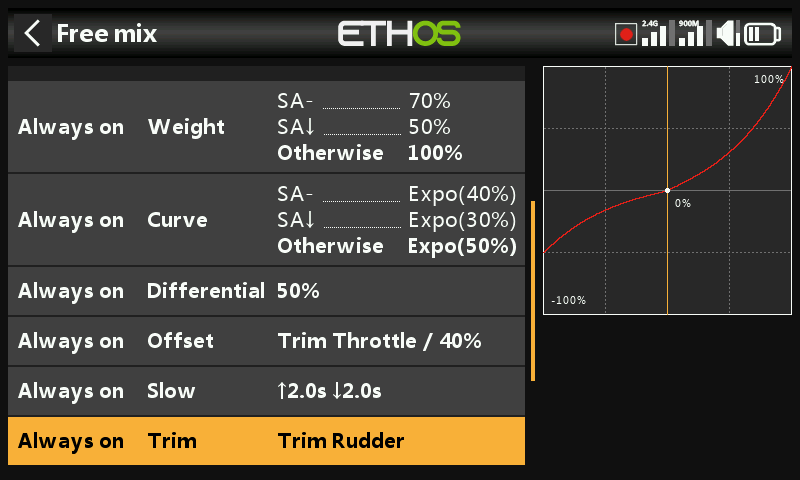 Free mix
ETHOS
2.4G
900M
Always on Weight
SA- 70%
SA↓ 50%
Otherwise 100%
Always on Curve
SA- Expo(40%)
SA↓ Expo(30%)
Otherwise Expo(50%)
Always on Differential 50%
Always on Offset Trim Throttle / 40%
Always on Slow ↑2.0s ↓2.0s
Always on Trim Trim Rudder
100%
0%
-100%